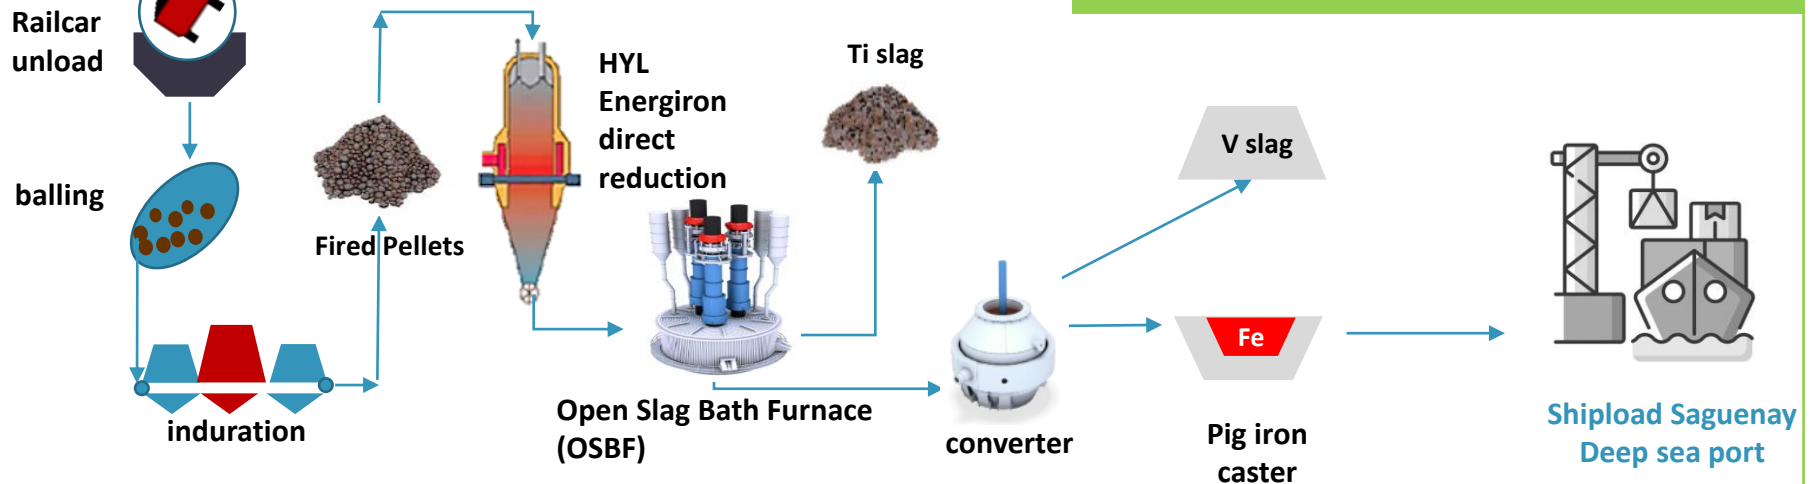 Railcar
unload
balling
induration
Fired Pellets
HYL
Energiron
direct
reduction
Open Slag Bath Furnace
(OSBF)
Ti slag
converter
V slag
Fe
Pig iron
caster
Shipload Saguenay
Deep sea port